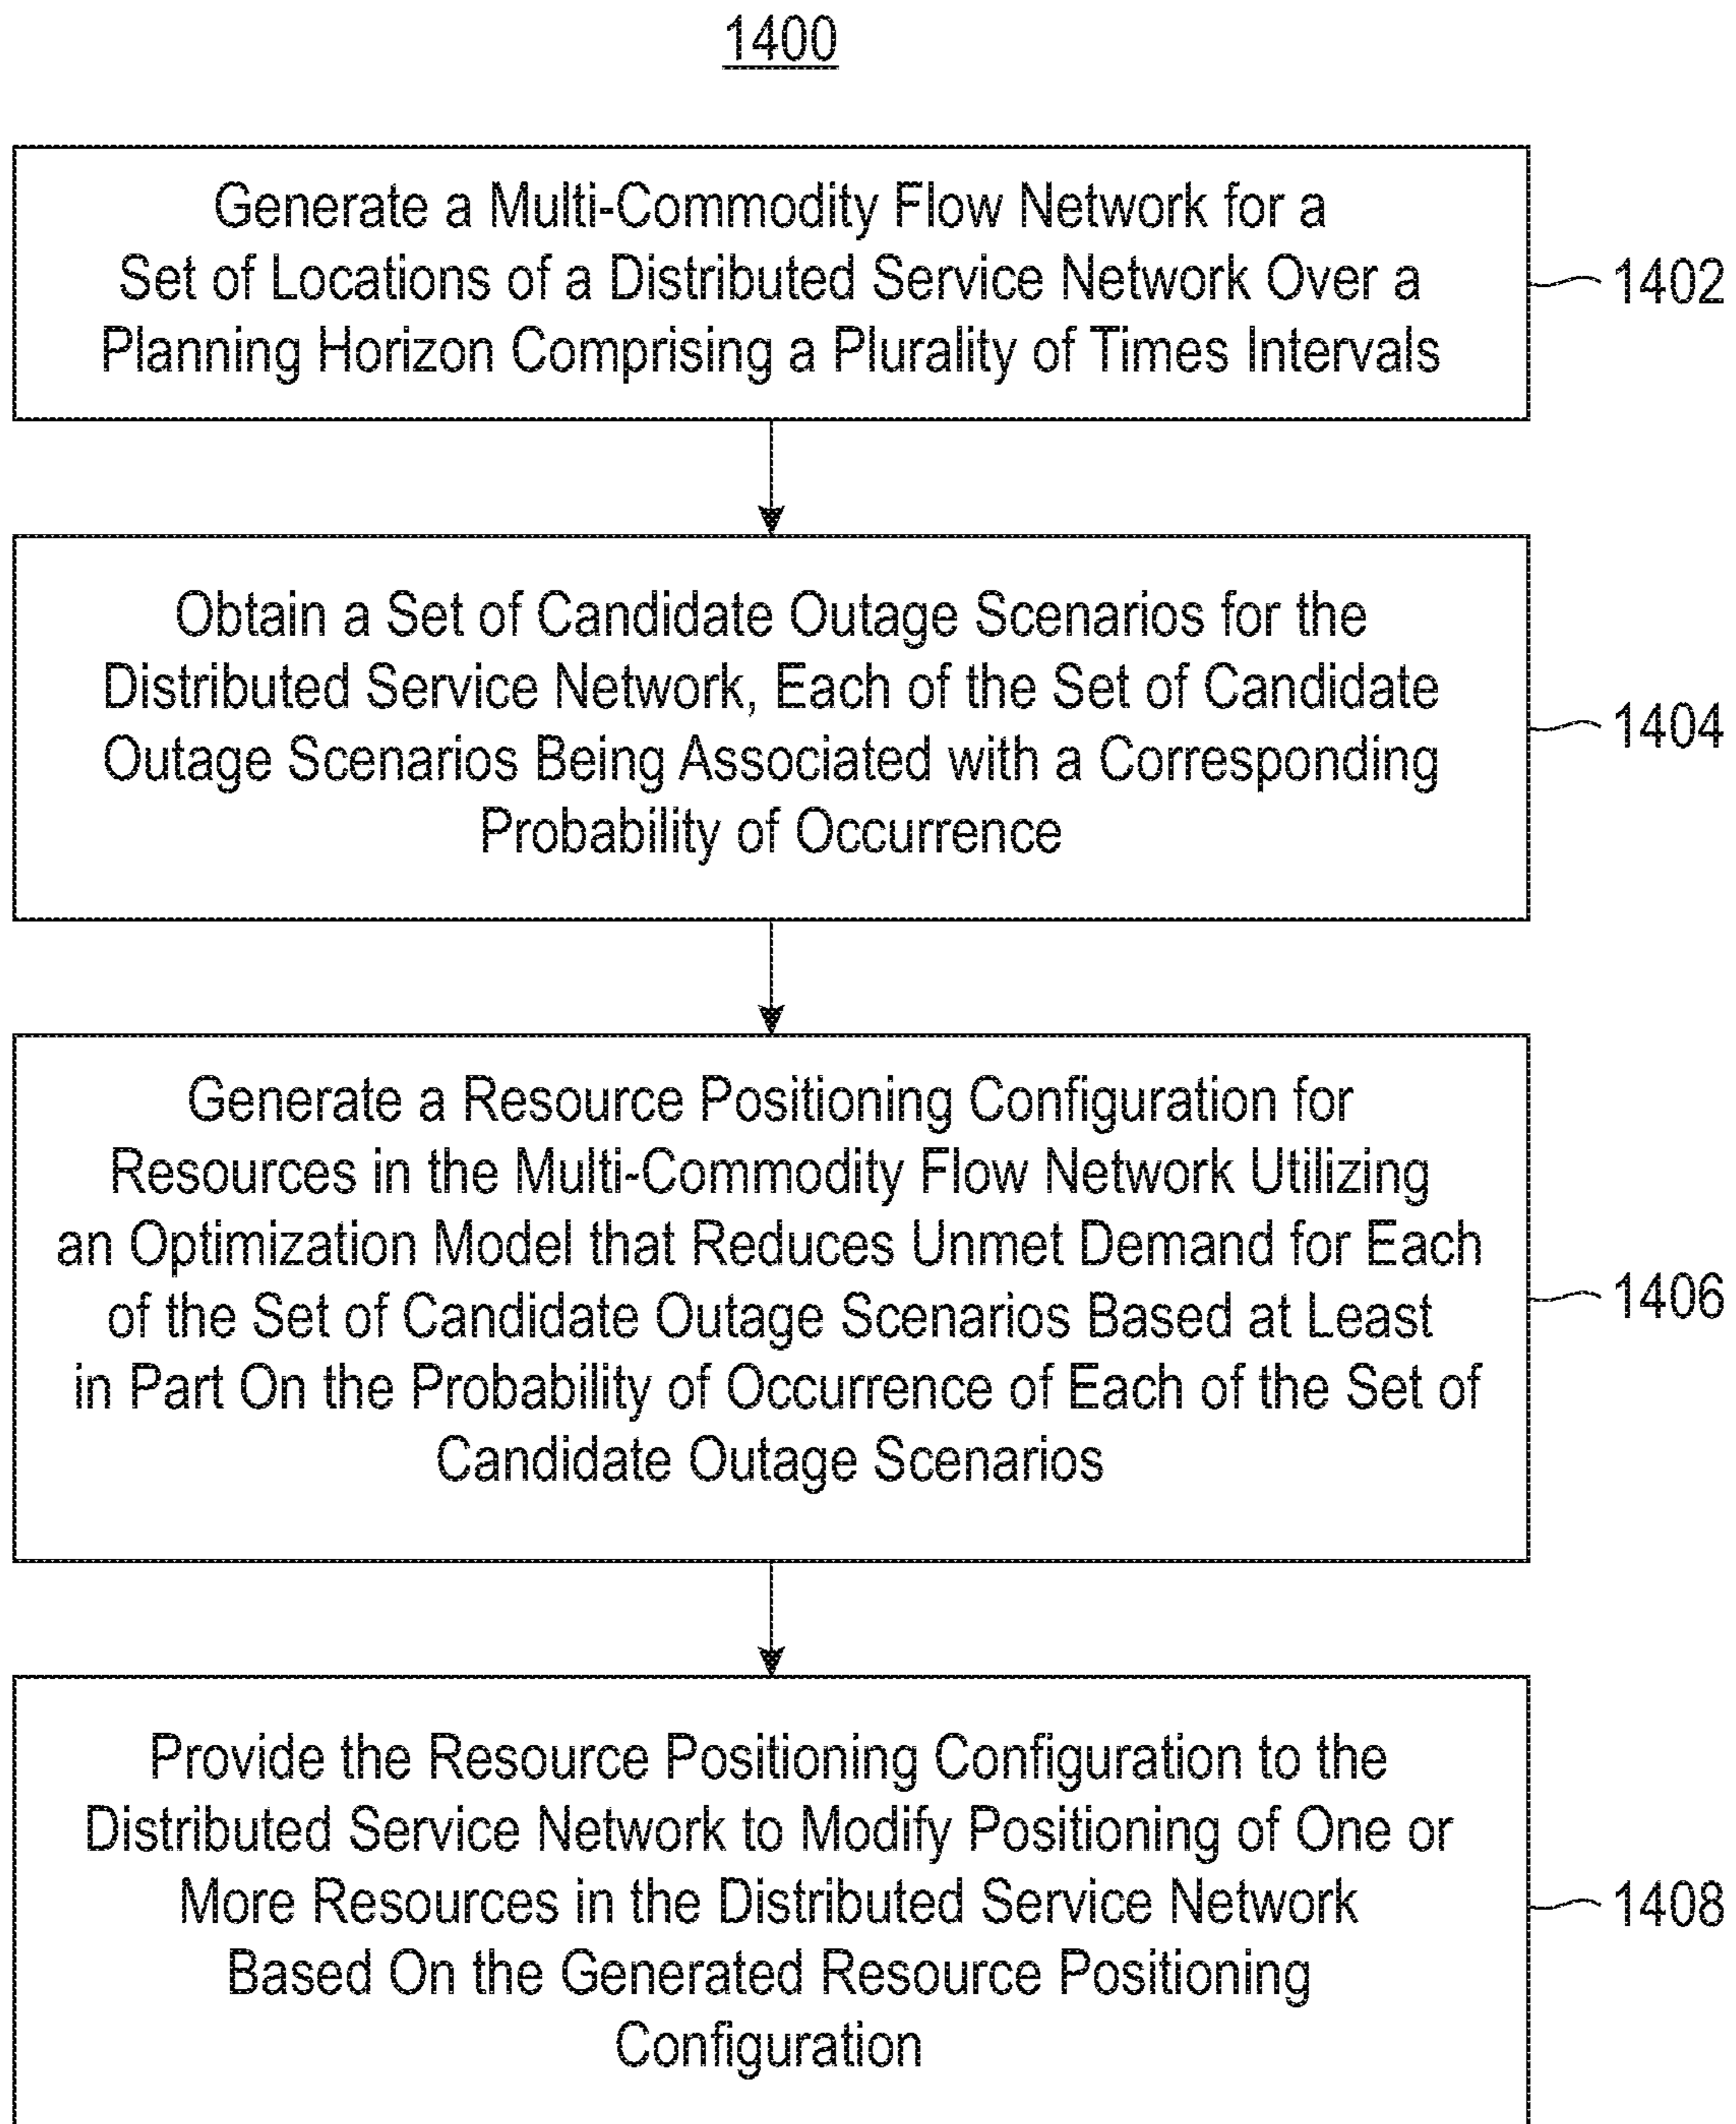 1400
Generate a Multi-Commodity Flow Network for a
Set of Locations of a Distributed Service Network Over a
Planning Horizon Comprising a Plurality of Times Intervals
1402
Obtain a Set of Candidate Outage Scenarios for the
Distributed Service Network, Each of the Set of Candidate
Outage Scenarios Being Associated with a Corresponding
Probability of Occurrence
1404
Generate a Resource Positioning Configuration for
Resources in the Multi-Commodity Flow Network Utilizing
an Optimization Model that Reduces Unmet Demand for Each
of the Set of Candidate Outage Scenarios Based at Least
in Part On the Probability of Occurrence of Each of the Set of
Candidate Outage Scenarios
1406
Provide the Resource Positioning Configuration to the
Distributed Service Network to Modify Positioning of One or
More Resources in the Distributed Service Network
Based On the Generated Resource Positioning
Configuration
1408